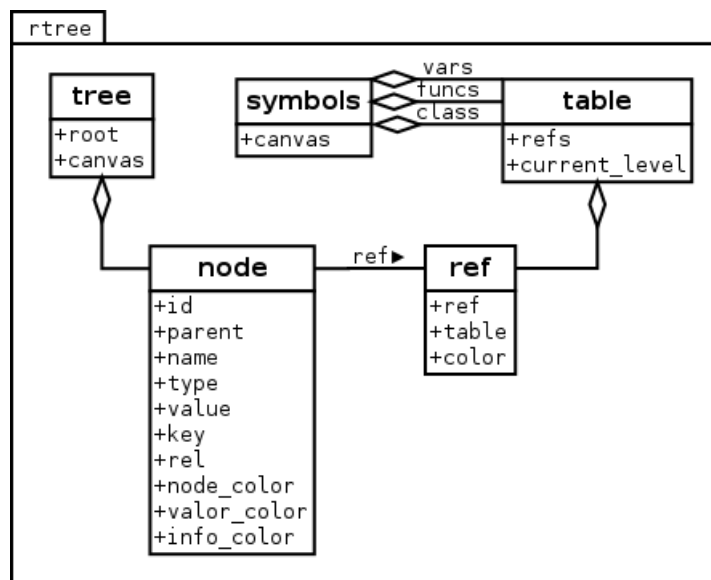 rtree
tree
+root
+canvas
symbols
+canvas
vars
funcs
class
table
+refs
+current_level
node
+id
+parent
+name
+type
+value
+key
+rel
+node_color
+valor_color
+info_color
ref▶
ref
+ref
+table
+color